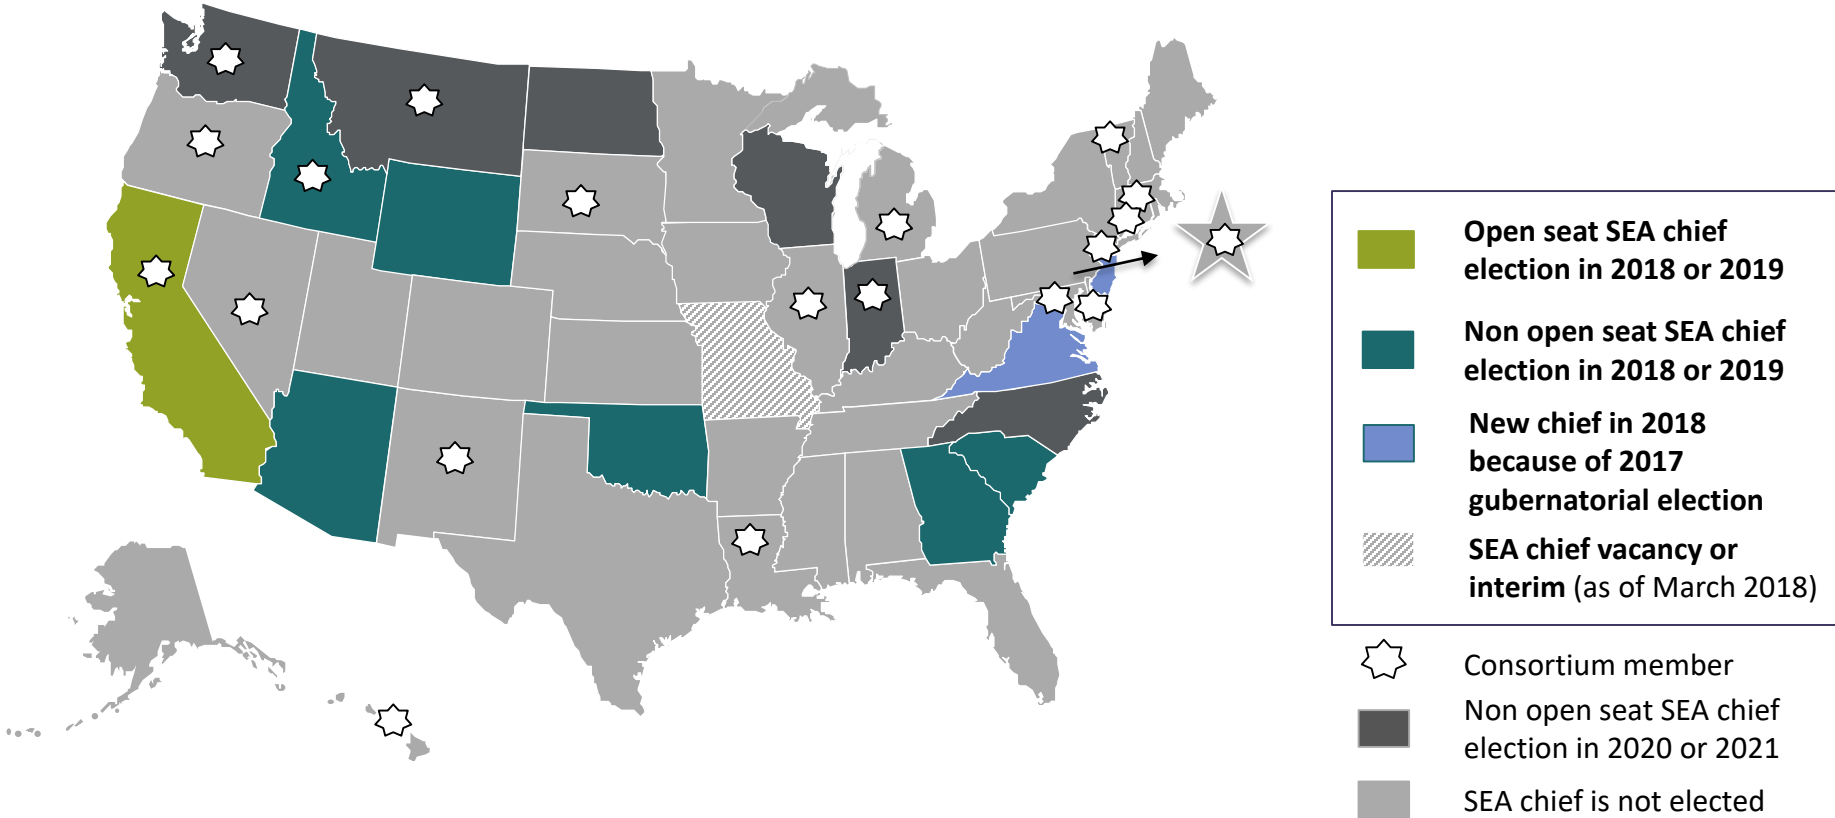 Open seat SEA chief
election in 2018 or 2019
Non open seat SEA chief
election in 2018 or 2019
New chief in 2018
because of 2017
gubernatorial election
SEA chief vacancy or
interim (as of March 2018)
Consortium member
Non open seat SEA chief
election in 2020 or 2021
SEA chief is not elected